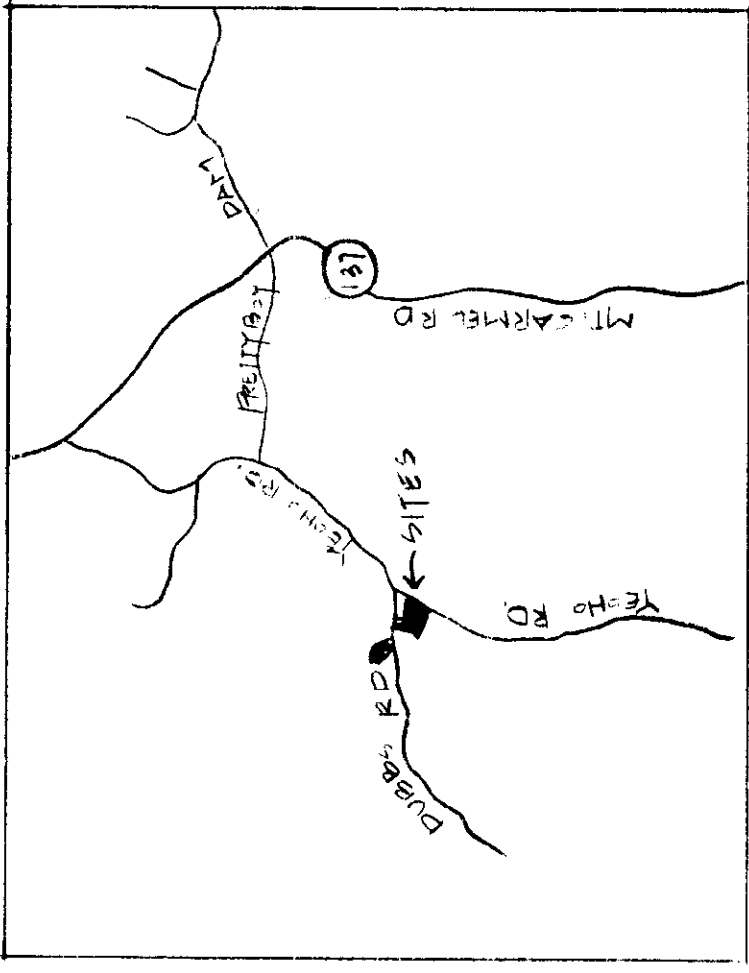 DAM
137
MT. CARMEL RD
PRETTYBOY
YEOHO RD.
SITES
YEOHO RD.
DUBBS RD